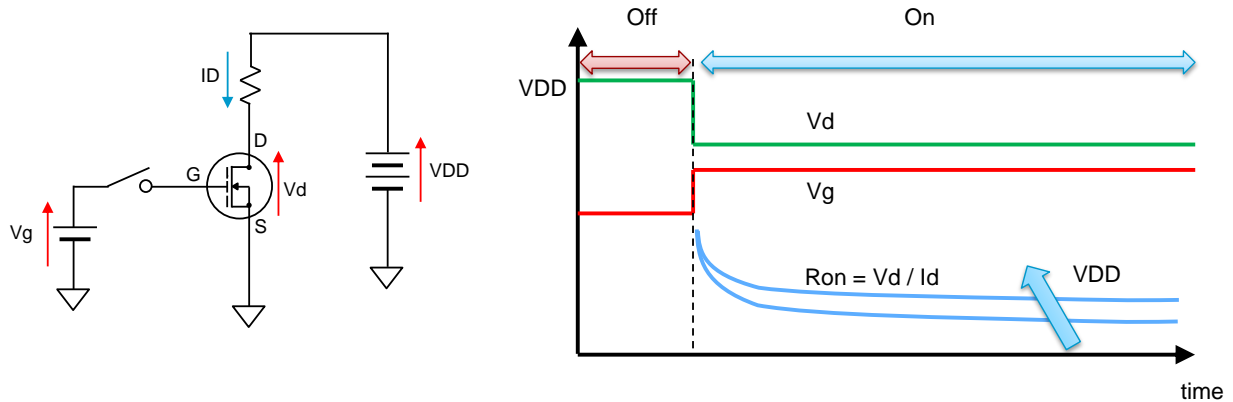 ID
D
G
Vd
S
Vg
VDD
Off
On
VDD
Vd
Vg
Ron = Vd / Id
VDD
time